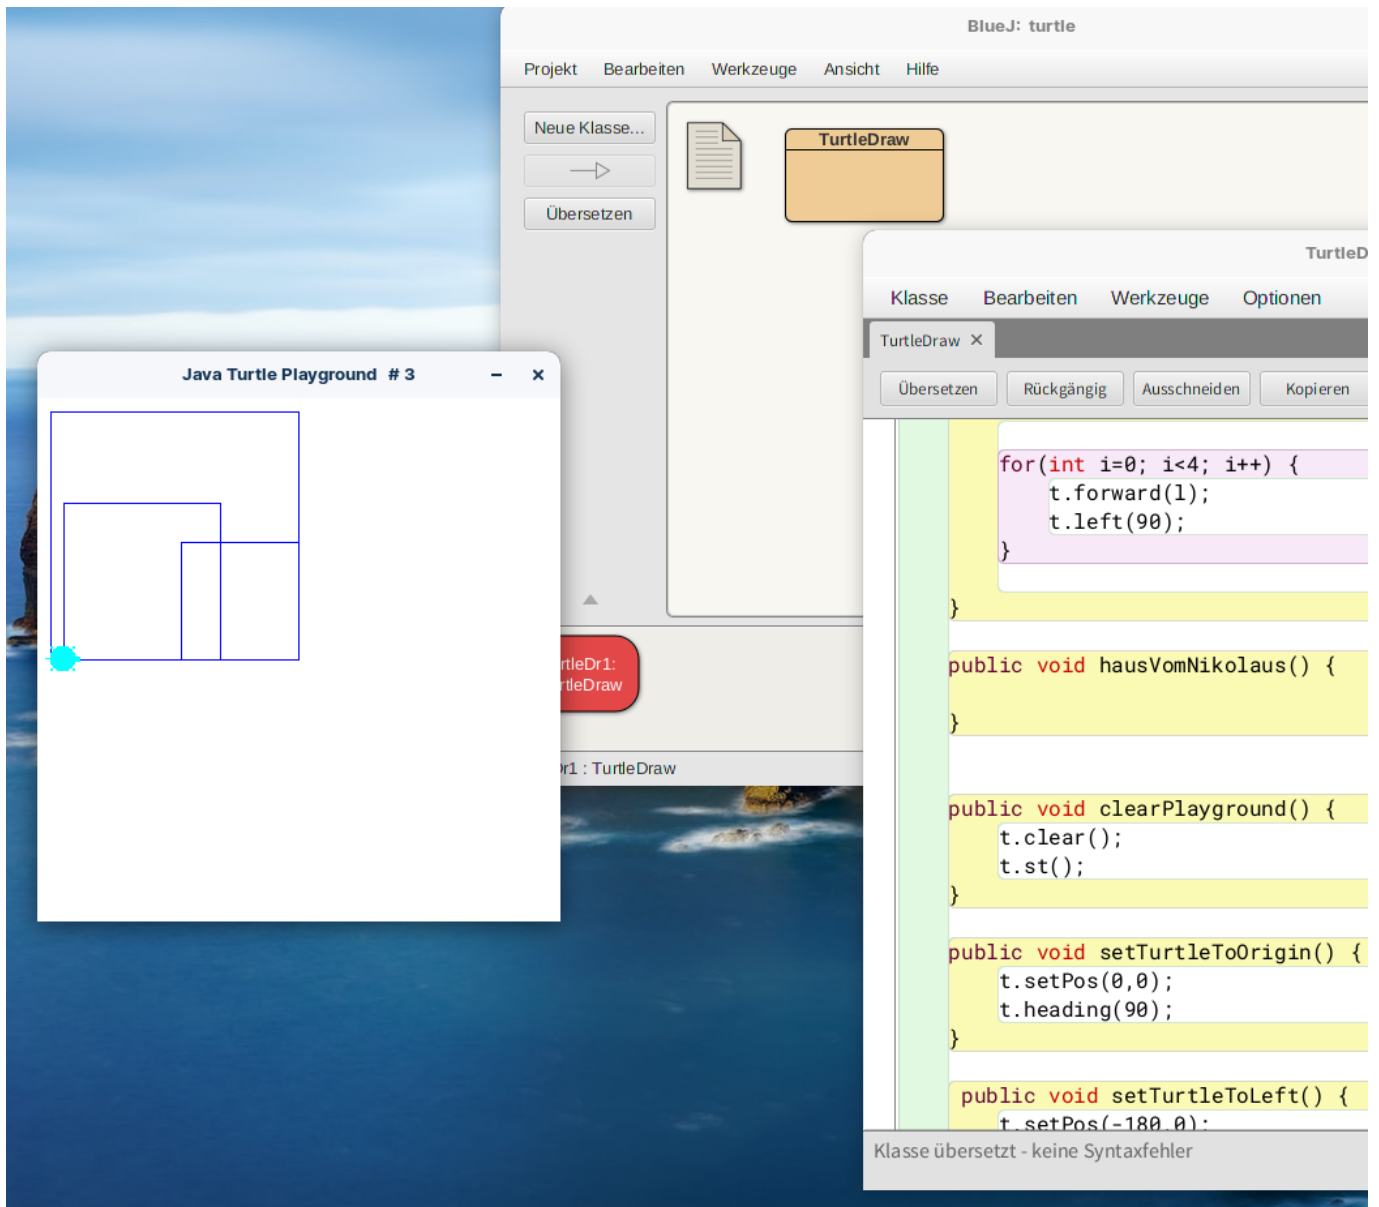 BlueJ: turtle
Projekt Bearbeiten Werkzeuge Ansicht Hilfe
Neue Klasse...
Übersetzen
TurtleDraw
TurtleD
Klasse Bearbeiten Werkzeuge Optionen
TurtleDraw ✕
Übersetzen Rückgängig Ausschneiden Kopieren
for(int i=0; i<4; i++) {
t.forward(l);
t.left(90);
}
}
public void hausVomNikolaus() {
}
public void clearPlayground() {
t.clear();
t.st();
}
public void setTurtleToOrigin() {
t.setPos(0,0);
t.heading(90);
}
public void setTurtleToLeft() {
t.setPos(-180,0);
Klasse übersetzt - keine Syntaxfehler
Java Turtle Playground # 3
rtleDr1:
rtleDraw
r1 : TurtleDraw